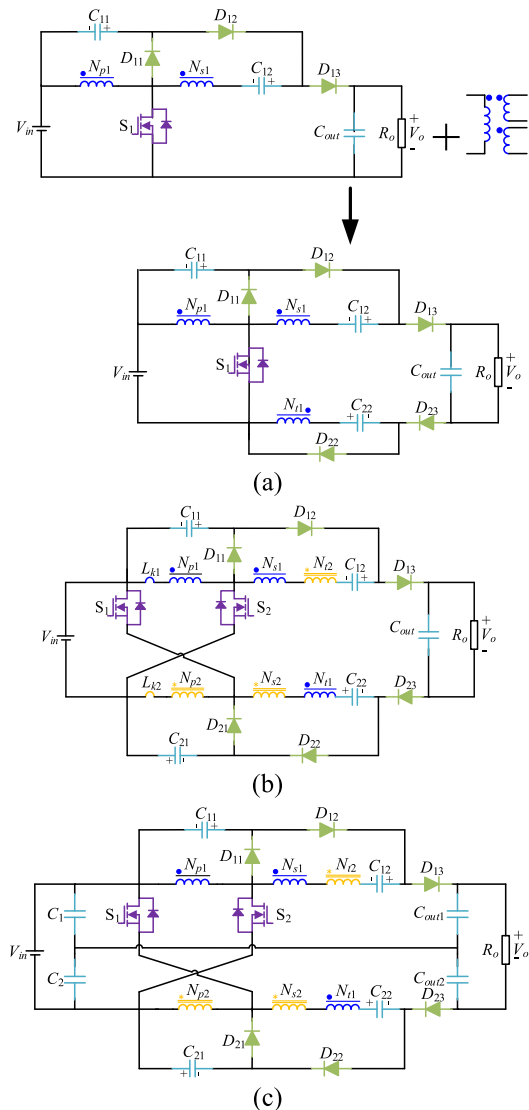 C11 D12
D11
Np1 Ns1 C12 D13
S1
Vin Cout Ro + Vo - +
C11 D12
D11
Np1 Ns1 C12 D13
S1
Vin Cout Ro + Vo -
Nt1 C22 D23
D22
(a)
C11 D12
D11
Lk1 Np1 Ns1 Nt2 C12 D13
S1 S2
Vin Cout Ro + Vo -
Lk2 Np2 Ns2 Nt1 C22 D23
D21
C21 D22
(b)
C11 D12
D11
Np1 Ns1 Nt2 C12 D13
C1 S1 S2 Cout1
Vin Ro + Vo -
C2 Cout2
Np2 Ns2 Nt1 C22 D23
D21
C21 D22
(c)